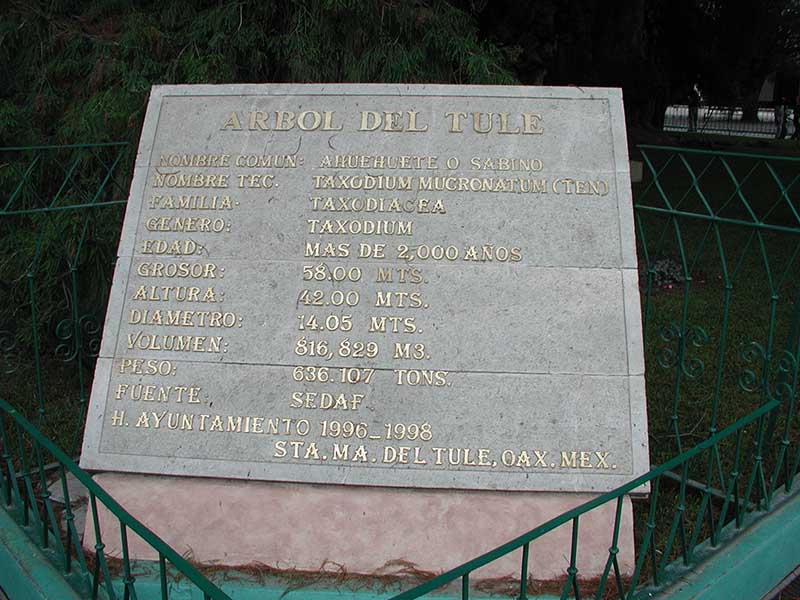 ARBOL DEL TULE
NOMBRE COMUN: AHUEHUETE O SABINO
NOMBRE TEC. TAXODIUM MUCRONATUM (TEN)
FAMILIA: TAXODIACEA
GENERO: TAXODIUM
EDAD: MAS DE 2,000 AÑOS
GROSOR: 58.00 MTS.
ALTURA: 42.00 MTS.
DIAMETRO: 14.05 MTS.
VOLUMEN: 816,829 M3.
PESO: 636.107 TONS.
FUENTE: SEDAF
H. AYUNTAMIENTO 1996_1998
STA. MA. DEL TULE, OAX. MEX.